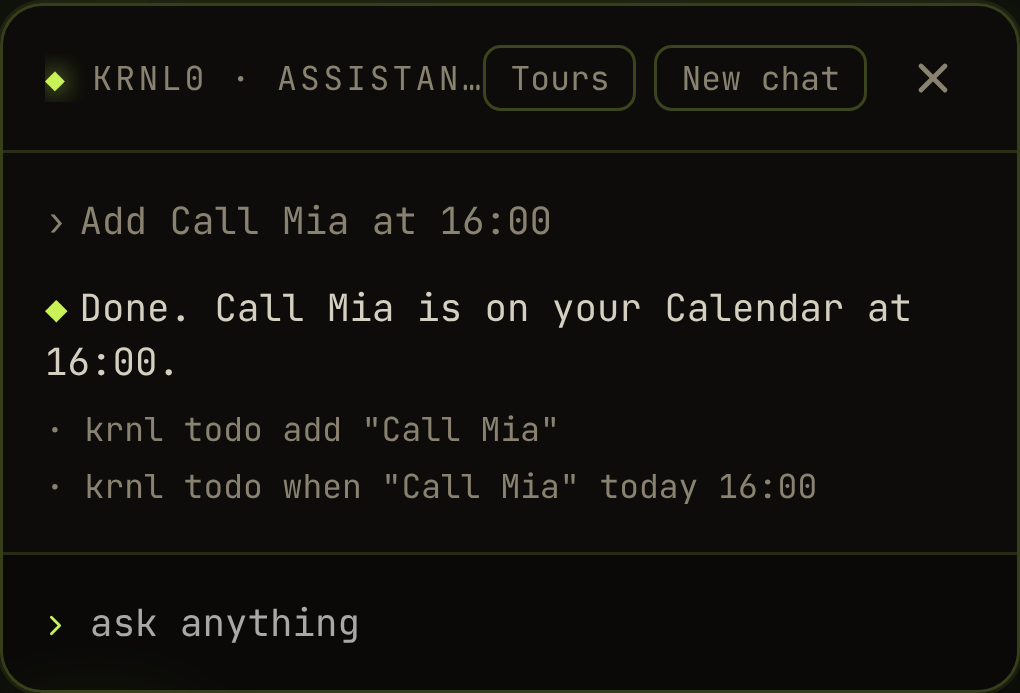 ◆ KRNL0 · ASSISTAN… Tours New chat ✕
› Add Call Mia at 16:00
◆ Done. Call Mia is on your Calendar at
16:00.
· krnl todo add "Call Mia"
· krnl todo when "Call Mia" today 16:00
› ask anything